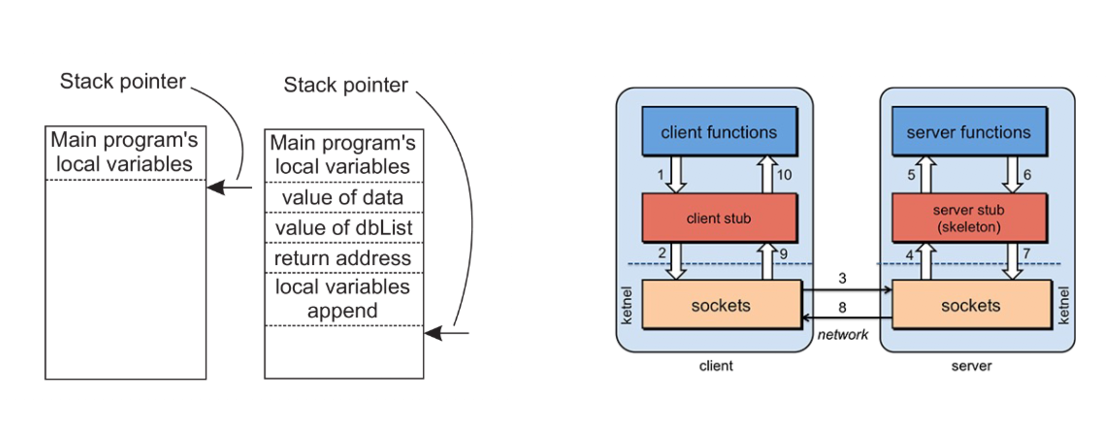 Stack pointer
Main program's
local variables
Stack pointer
Main program's
local variables
value of data
value of dbList
return address
local variables
append
client functions
1
10
client stub
2
9
sockets
ketnel
client
3
8
network
server functions
5
6
server stub
(skeleton)
4
7
sockets
ketnel
server